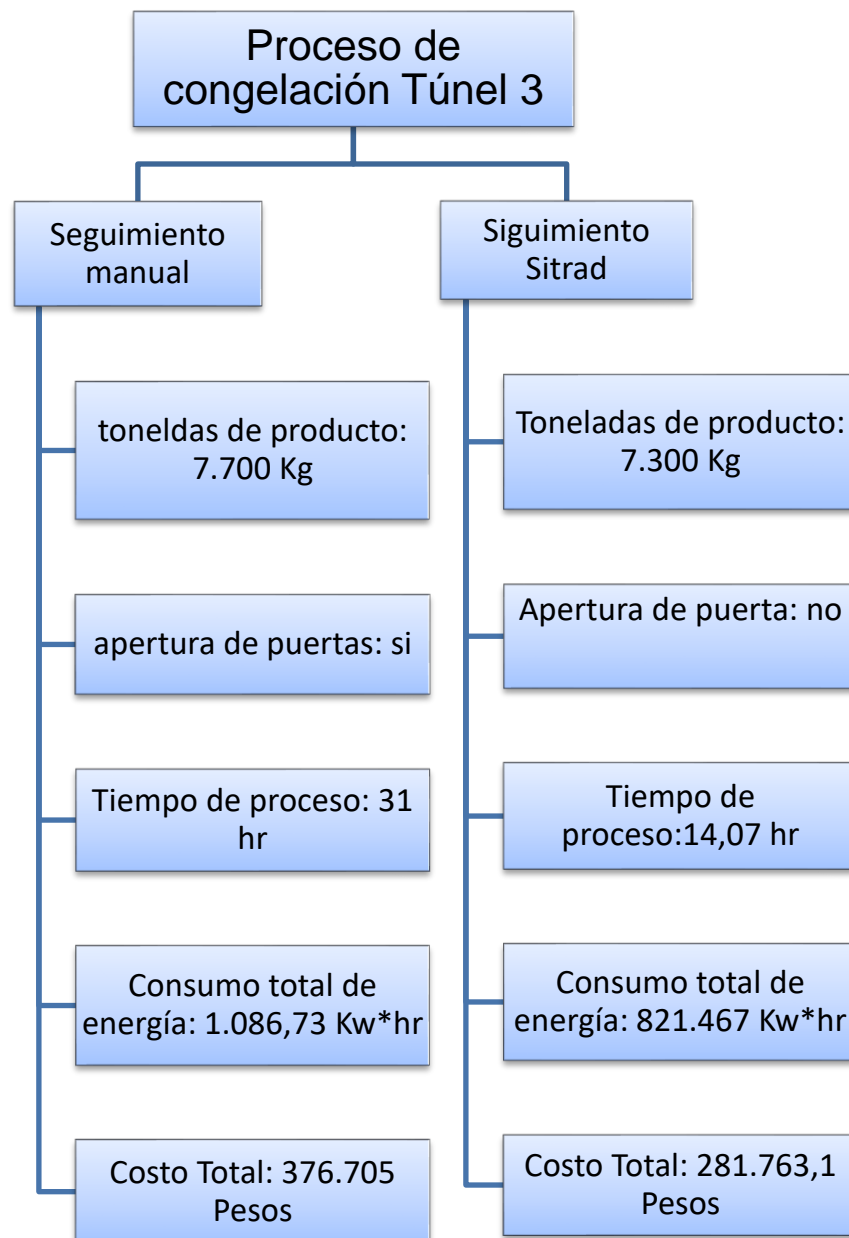 Proceso de
congelación Túnel 3
Seguimiento
manual
toneldas de producto:
7.700 Kg
apertura de puertas: si
Tiempo de proceso: 31
hr
Consumo total de
energía: 1.086,73 Kw*hr
Costo Total: 376.705
Pesos
Siguimiento
Sitrad
Toneladas de producto:
7.300 Kg
Apertura de puerta: no
Tiempo de
proceso:14,07 hr
Consumo total de
energía: 821.467 Kw*hr
Costo Total: 281.763,1
Pesos